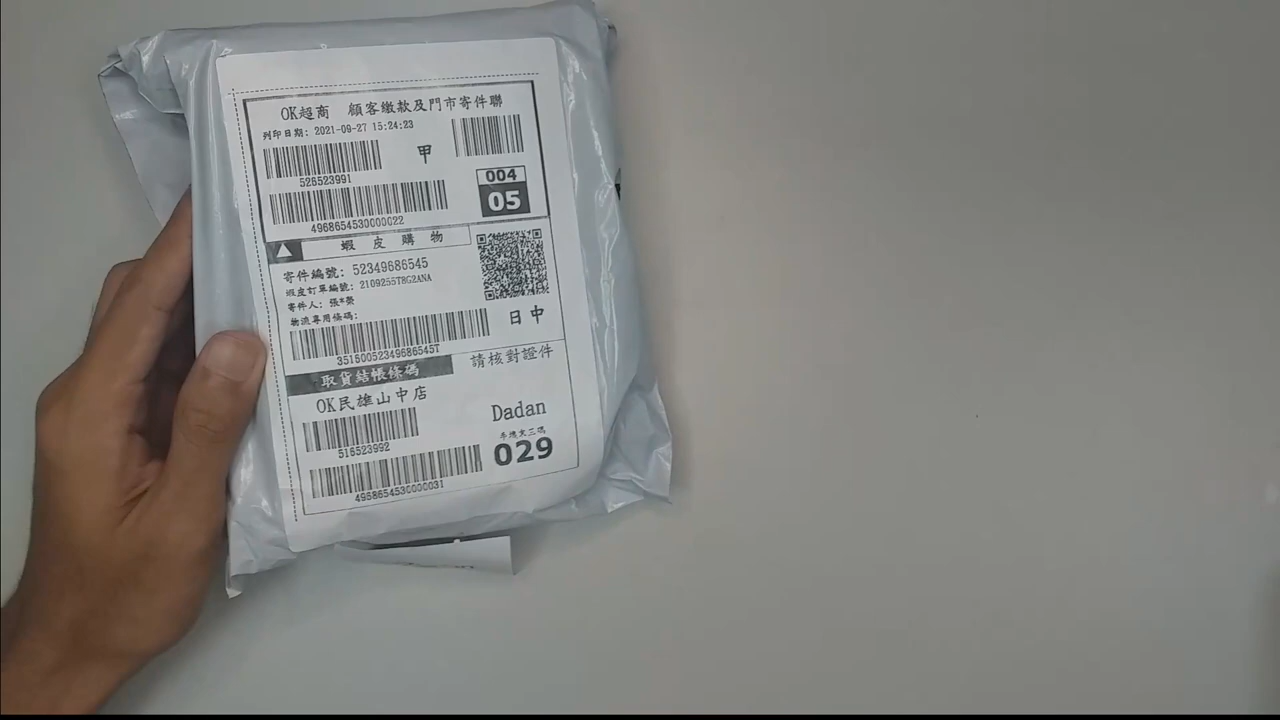 OK超商 顧客繳款及門市寄件聯
列印日期: 2021-09-27 15:24:23
甲
526523991
004
05
4968654530000022
蝦皮購物
寄件編號: 52349686545
蝦皮訂單編號: 2109255T8G2ANA
寄件人: 張*榮
物流專用條碼:
日中
35160052349686545T
請核對證件
取貨結帳條碼
OK民雄山中店
Dadan
516523992
手機末三碼
029
4968654530000031